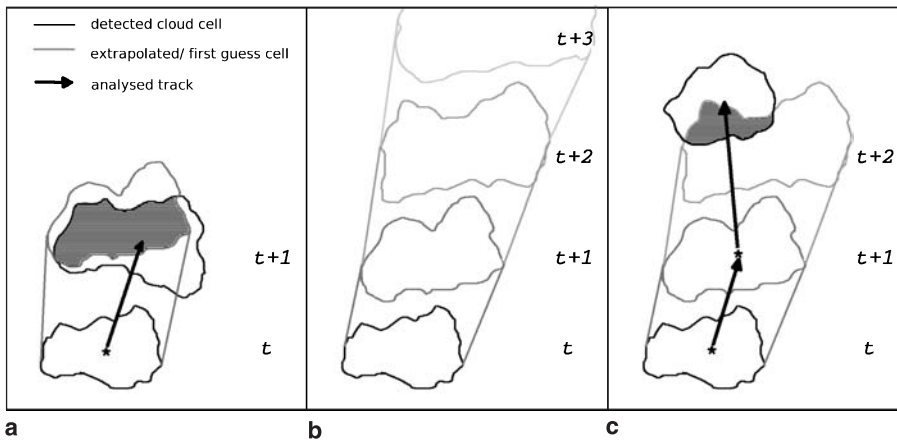 detected cloud cell
extrapolated/ first guess cell
analysed track
t+1
t
t+3
t+2
t+1
t
t+2
t+1
t
a
b
c